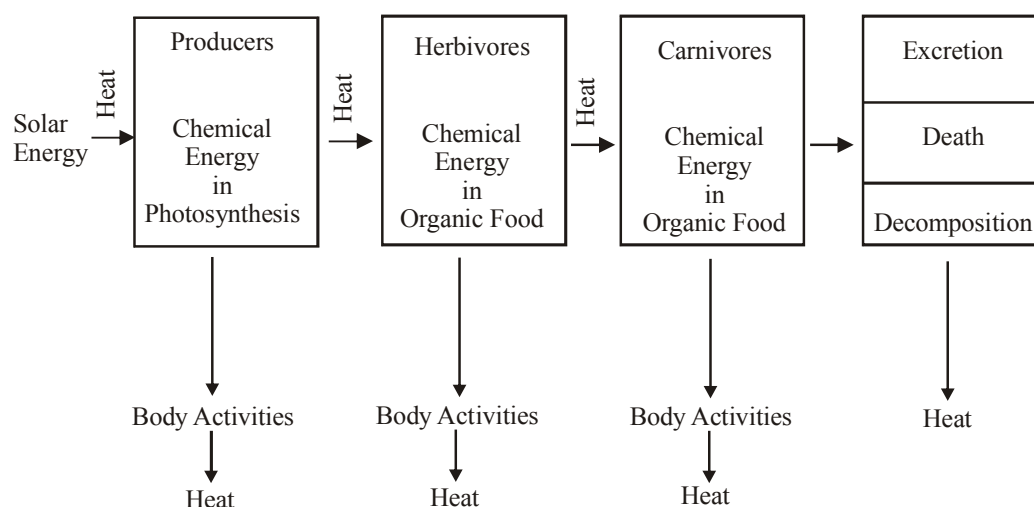 Solar
Energy
Heat
Producers
Chemical
Energy
in
Photosynthesis
Heat
Herbivores
Chemical
Energy
in
Organic Food
Heat
Carnivores
Chemical
Energy
in
Organic Food
Excretion
Death
Decomposition
Body Activities
Heat
Body Activities
Heat
Body Activities
Heat
Heat